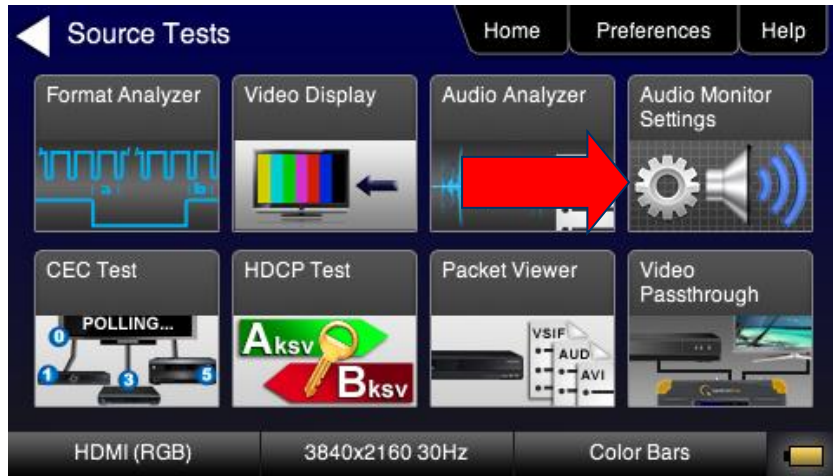 Source Tests
Home
Preferences
Help
Format Analyzer
Video Display
Audio Analyzer
Audio Monitor
Settings
a
b
CEC Test
HDCP Test
Packet Viewer
Video
Passthrough
POLLING...
0
1
3
5
Aksv
Bksv
VSIF
AUD
AVI
HDMI (RGB)
3840x2160 30Hz
Color Bars